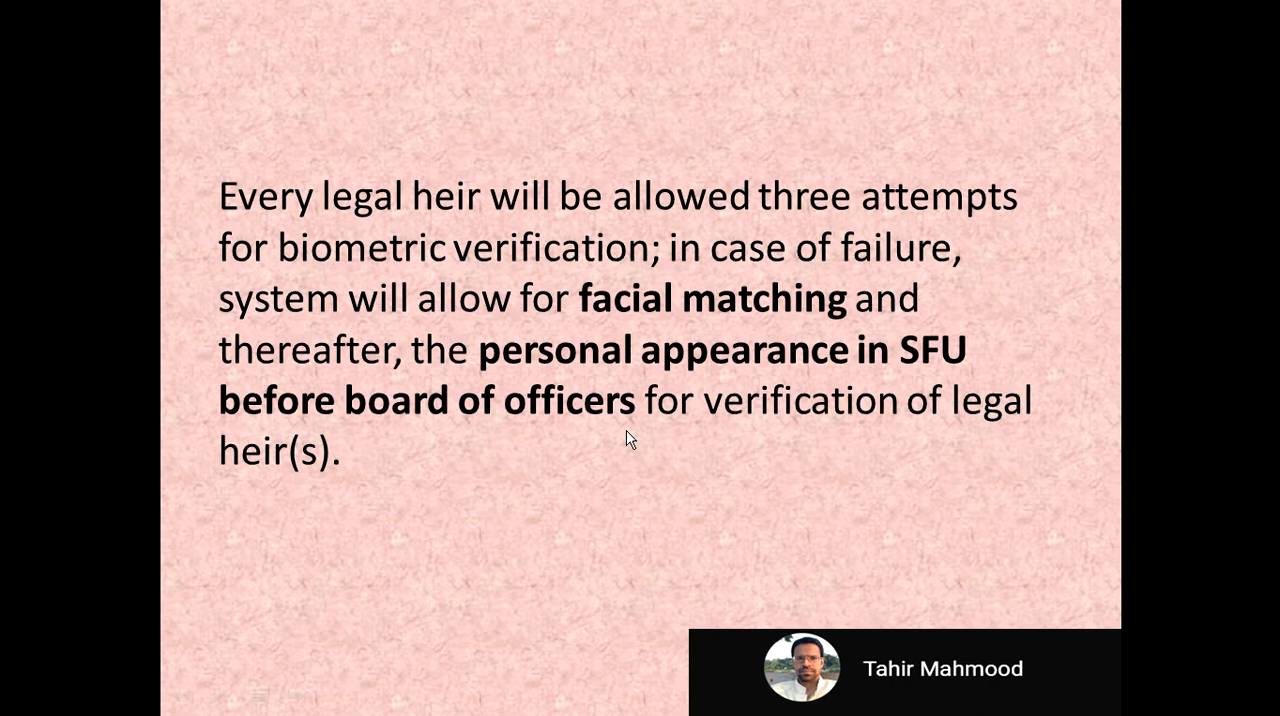 Every legal heir will be allowed three attempts
for biometric verification; in case of failure,
system will allow for facial matching and
thereafter, the personal appearance in SFU
before board of officers for verification of legal
heir(s).
Tahir Mahmood